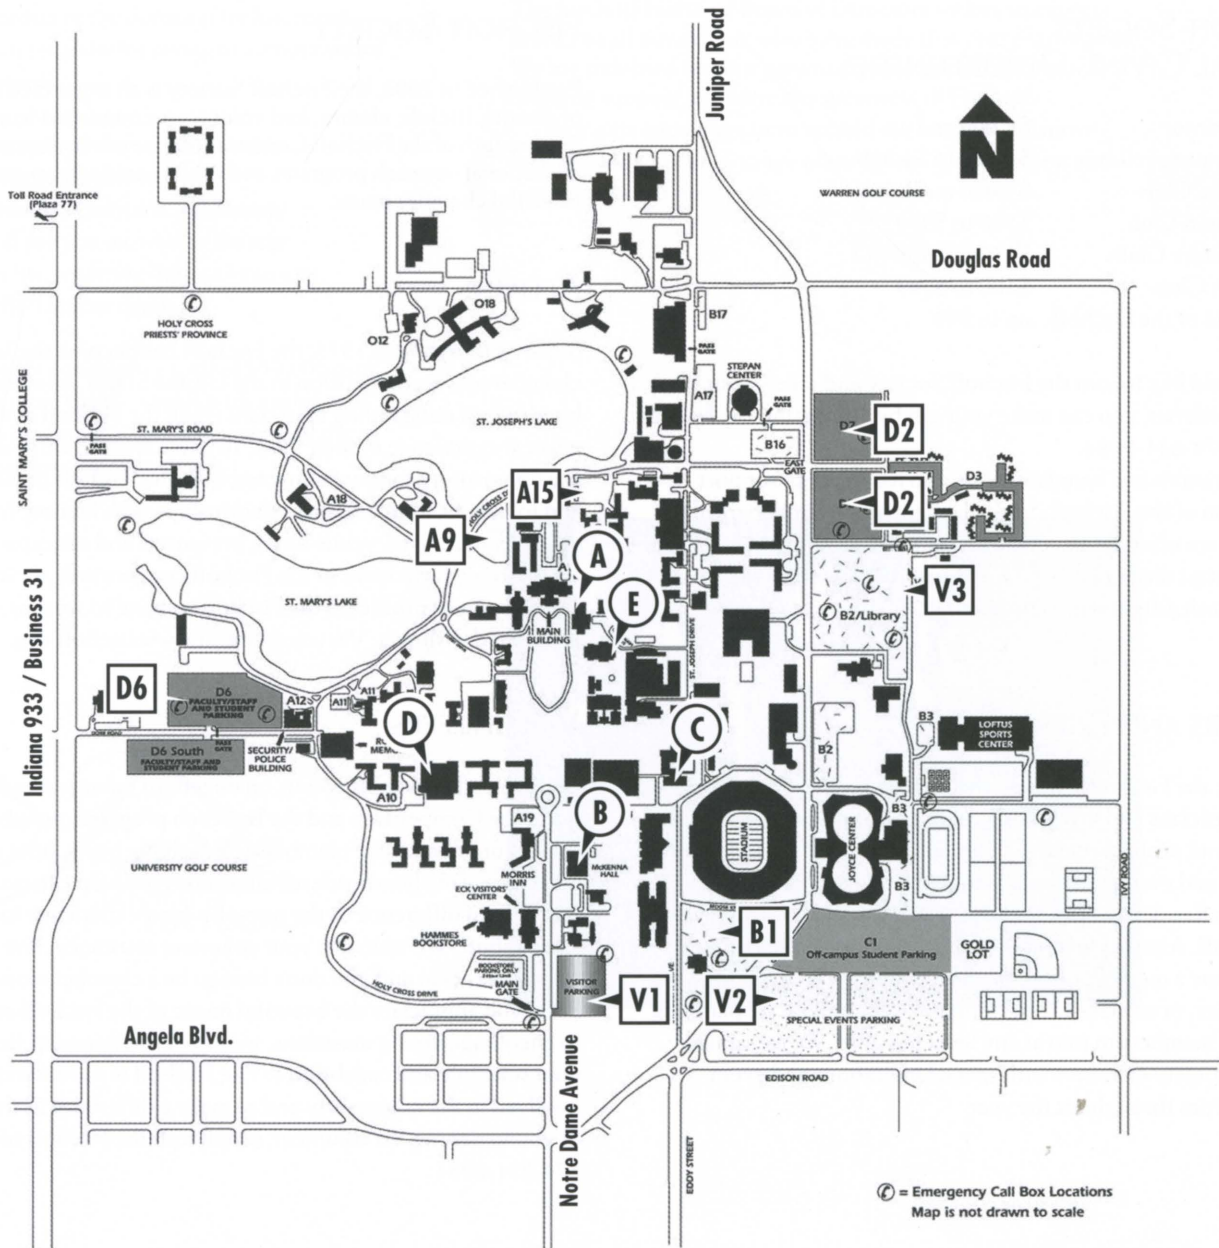 Juniper Road
N
Toll Road Entrance
(Plaza 77)
WARREN GOLF COURSE
Douglas Road
HOLY CROSS
PRIESTS' PROVINCE
O18
O12
B17
PASS
GATE
STEPAN
CENTER
A17
PASS
GATE
SAINT MARY'S COLLEGE
ST. MARY'S ROAD
PASS
GATE
ST. JOSEPH'S LAKE
B16
EAST
GATE
D2
D2
D3
A18
A15
A9
A
E
V3
B2/Library
ST. MARY'S LAKE
MAIN
BUILDING
ST. JOSEPH DRIVE
Indiana 933 / Business 31
D6
D6
FACULTY/STAFF
AND STUDENT
PARKING
A12
A11
A11
D
C
B3
LOFTUS
SPORTS
CENTER
B2
D6 South
FACULTY/STAFF AND
STUDENT PARKING
PASS
GATE
SECURITY/
POLICE
BUILDING
A10
A19
B
B3
STADIUM
JOYCE CENTER
McKENNA
HALL
MORRIS
INN
UNIVERSITY GOLF COURSE
ECK VISITORS'
CENTER
B3
IVY ROAD
HAMMES
BOOKSTORE
B1
C1
Off-campus Student Parking
GOLD
LOT
BOOKSTORE
PARKING ONLY
MAIN
GATE
VISITOR
PARKING
V1
V2
HOLY CROSS DRIVE
SPECIAL EVENTS PARKING
Angela Blvd.
EDISON ROAD
Notre Dame Avenue
EDDY STREET
= Emergency Call Box Locations
Map is not drawn to scale